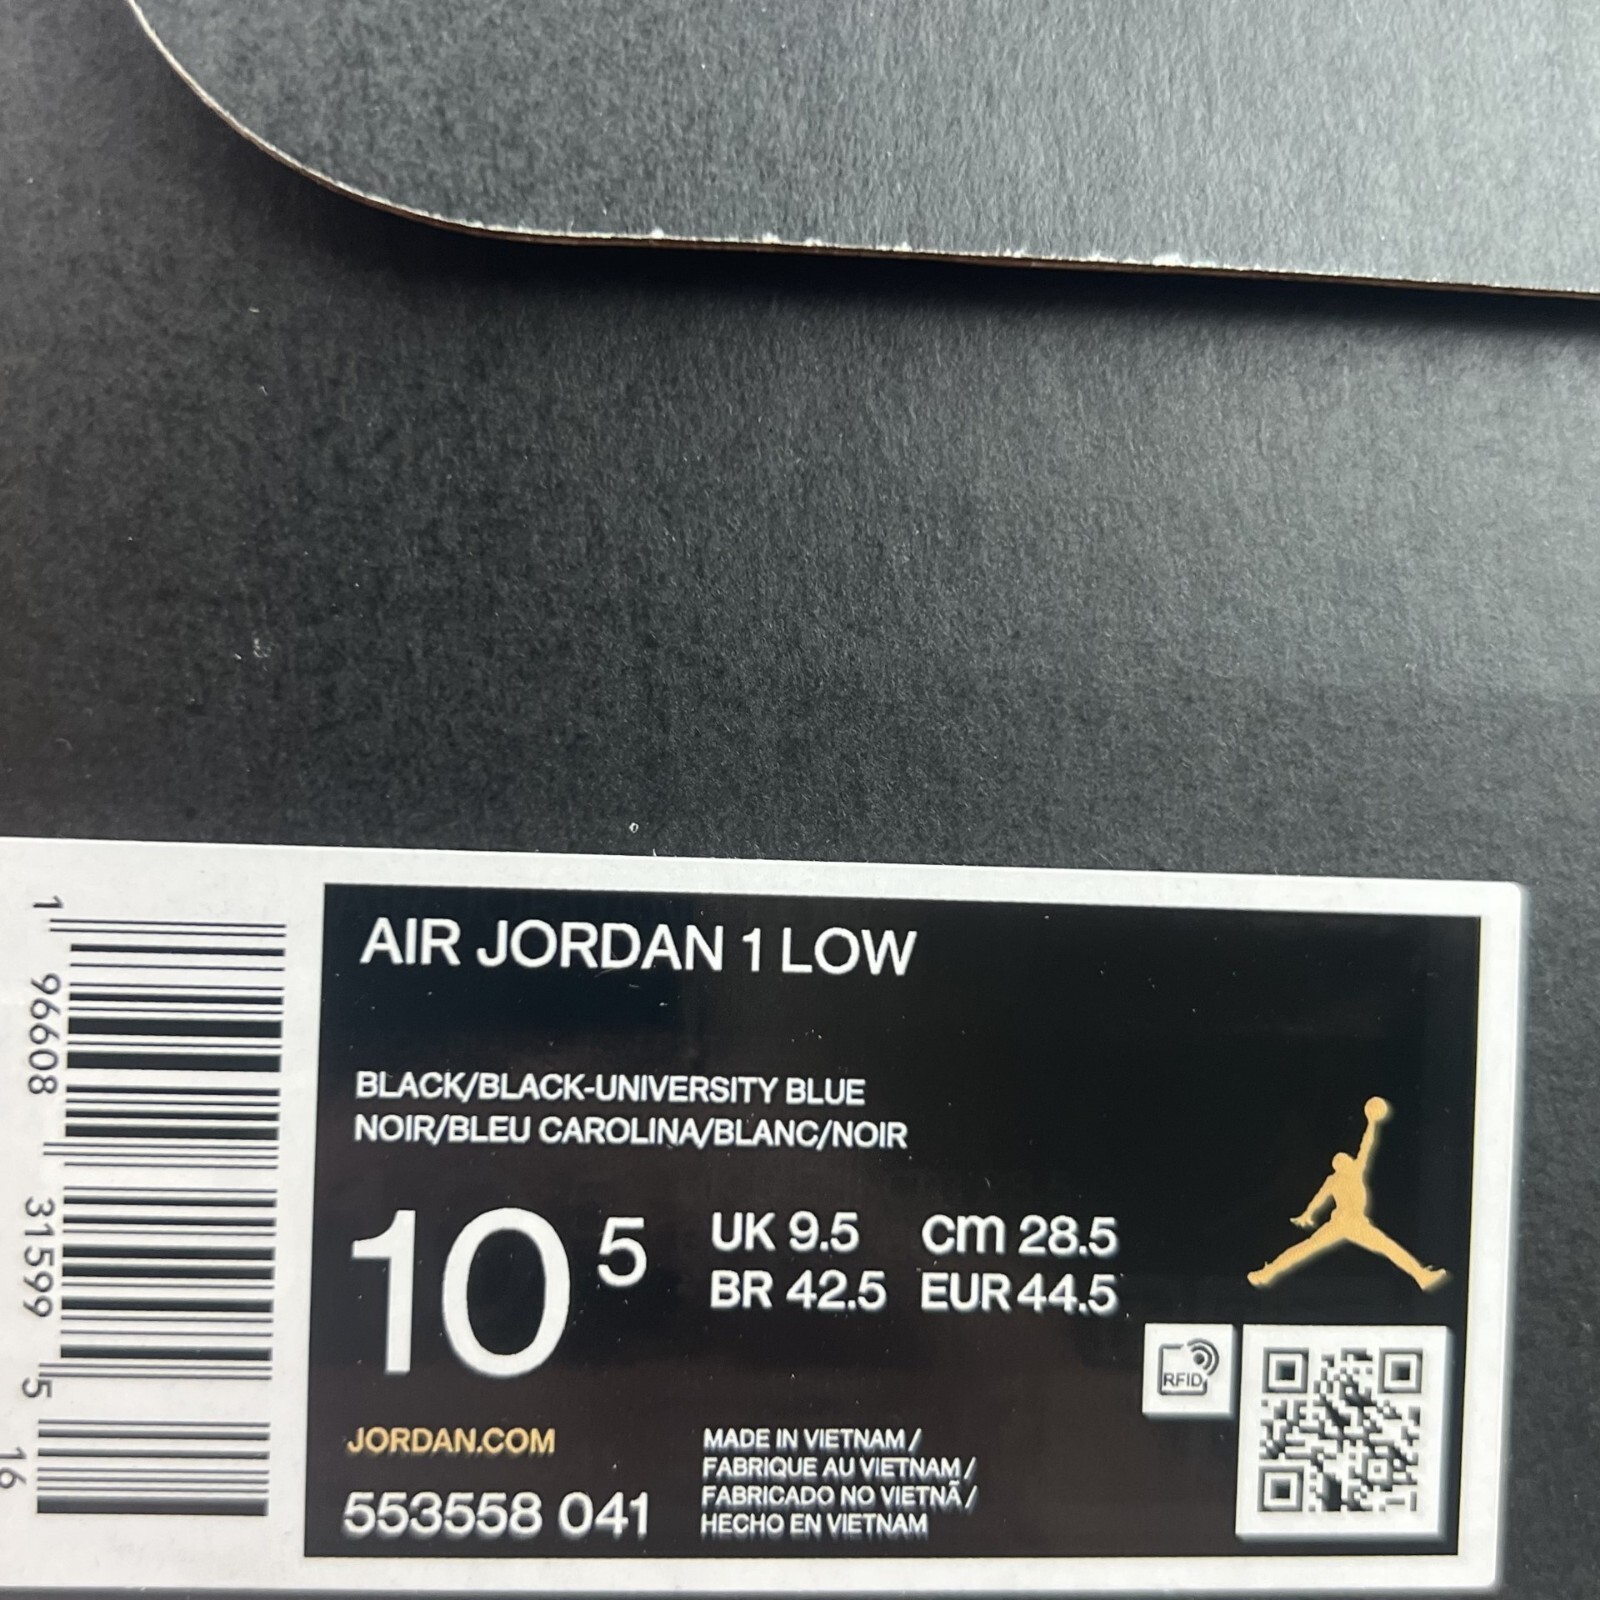 AIR JORDAN 1 LOW
BLACK/BLACK-UNIVERSITY BLUE
NOIR/BLEU CAROLINA/BLANC/NOIR
10 5
UK 9.5 cm 28.5
BR 42.5 EUR 44.5
RFID
JORDAN.COM
553558 041
MADE IN VIETNAM /
FABRIQUE AU VIETNAM /
FABRICADO NO VIETNÃ /
HECHO EN VIETNAM
1 96608 31599 5 16